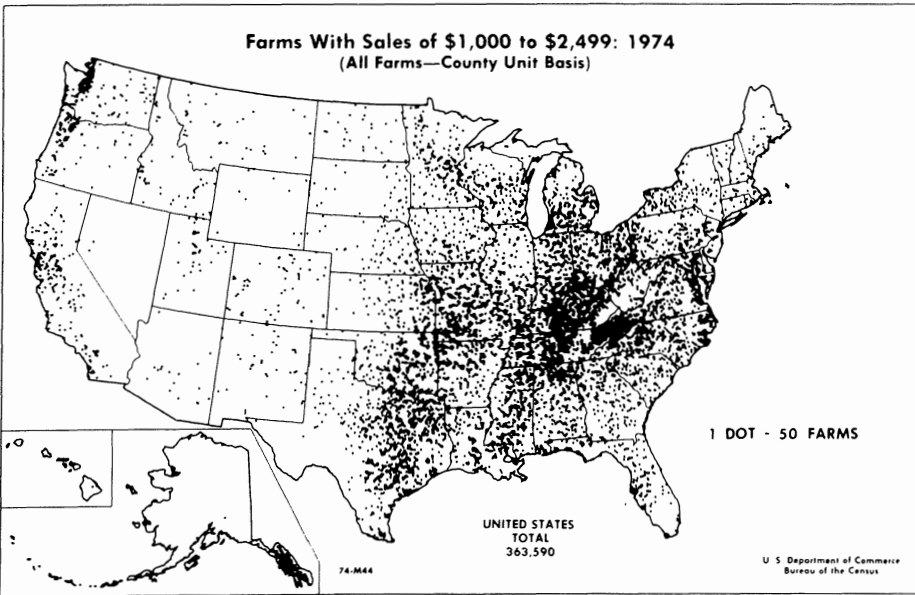 Farms With Sales of $1,000 to $2,499: 1974
(All Farms—County Unit Basis)
1 DOT - 50 FARMS
UNITED STATES
TOTAL
363,590
74-M44
U S Department of Commerce
Bureau of the Census